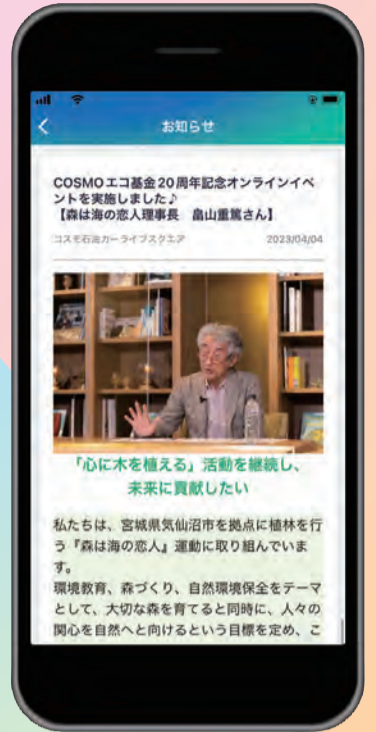 お知らせ
COSMOエコ基金20周年記念オンラインイベ
ントを実施しました♪
【森は海の恋人理事長　畠山重篤さん】
コスモ石油カーライフスクエア　2023/04/04
「心に木を植える」活動を継続し、
未来に貢献したい
私たちは、宮城県気仙沼市を拠点に植林を行
う『森は海の恋人』運動に取り組んでいま
す。
環境教育、森づくり、自然環境保全をテーマ
として、大切な森を育てると同時に、人々の
関心を自然へと向けるという目標を定め、こ